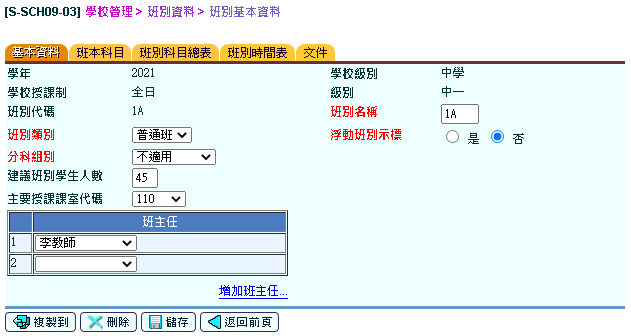 [S-SCH09-03] 學校管理 > 班別資料 > 班別基本資料
基本資料 班本科目 班別科目總表 班別時間表 文件
學年 2021 學校級別 中學
學校授課制 全日 級別 中一
班別代碼 1A 班別名稱 1A
班別類別 普通班 浮動班別示標 是 否
分科組別 不適用
建議班別學生人數 45
主要授課課室代碼 110
班主任
1 李教師
2
增加班主任...
複製到 刪除 儲存 返回前頁